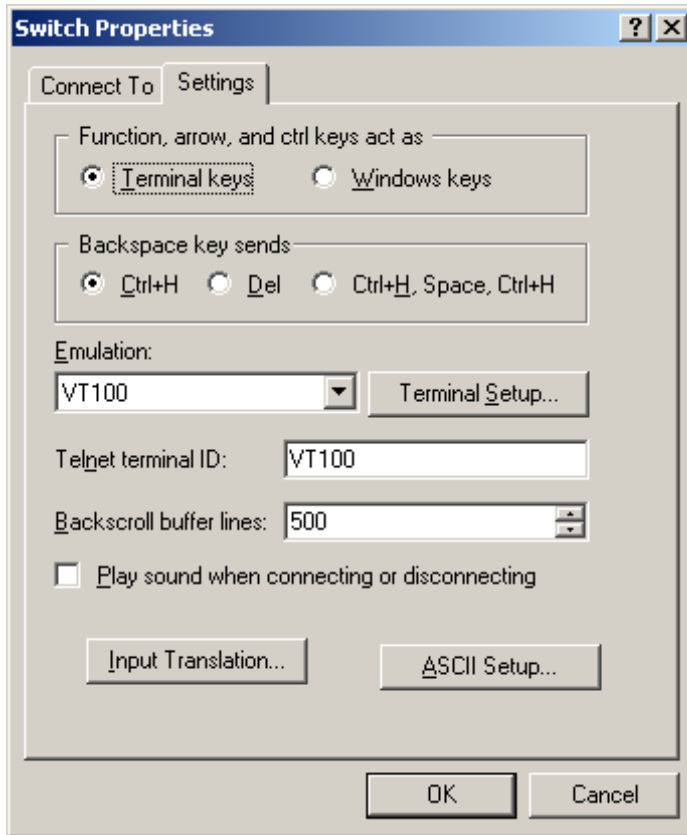 Switch Properties
Connect To Settings
Function, arrow, and ctrl keys act as
Terminal keys Windows keys
Backspace key sends
Ctrl+H Del Ctrl+H, Space, Ctrl+H
Emulation:
VT100 Terminal Setup...
Telnet terminal ID: VT100
Backscroll buffer lines: 500
Play sound when connecting or disconnecting
Input Translation... ASCII Setup...
OK Cancel